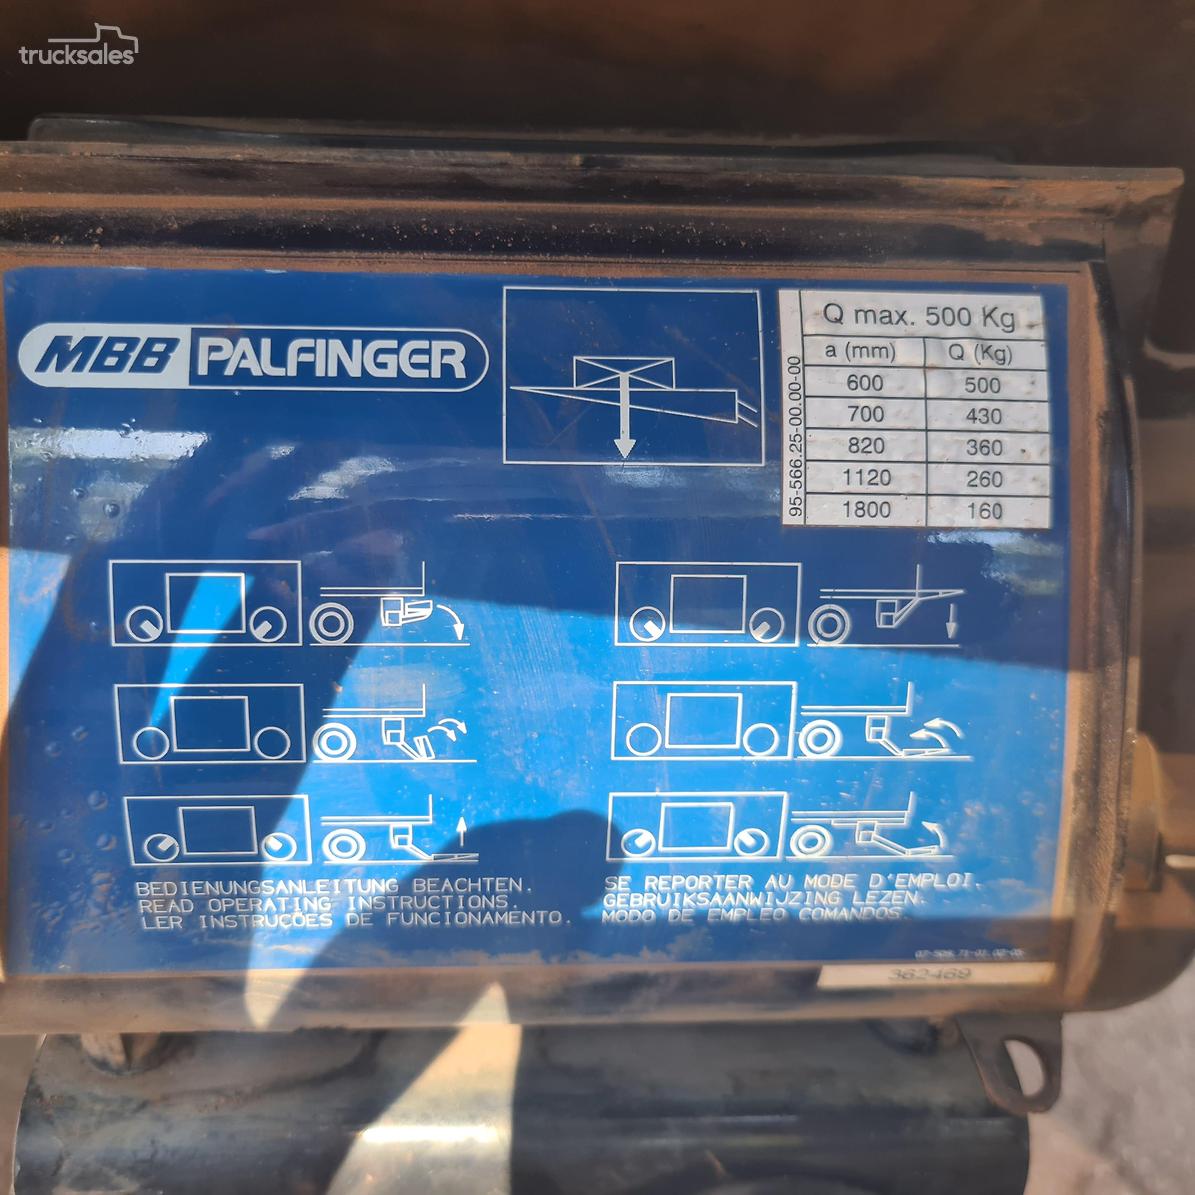 trucksales
MBB PALFINGER
95-566.25-00.00-00
Q max. 500 Kg
a (mm) Q (Kg)
600 500
700 430
820 360
1120 260
1800 160
BEDIENUNGSANLEITUNG BEACHTEN.
READ OPERATING INSTRUCTIONS.
LER INSTRUÇÕES DE FUNCIONAMENTO.
SE REPORTER AU MODE D'EMPLOI.
GEBRUIKSAANWIJZING LEZEN.
MODO DE EMPLEO COMANDOS.
362469